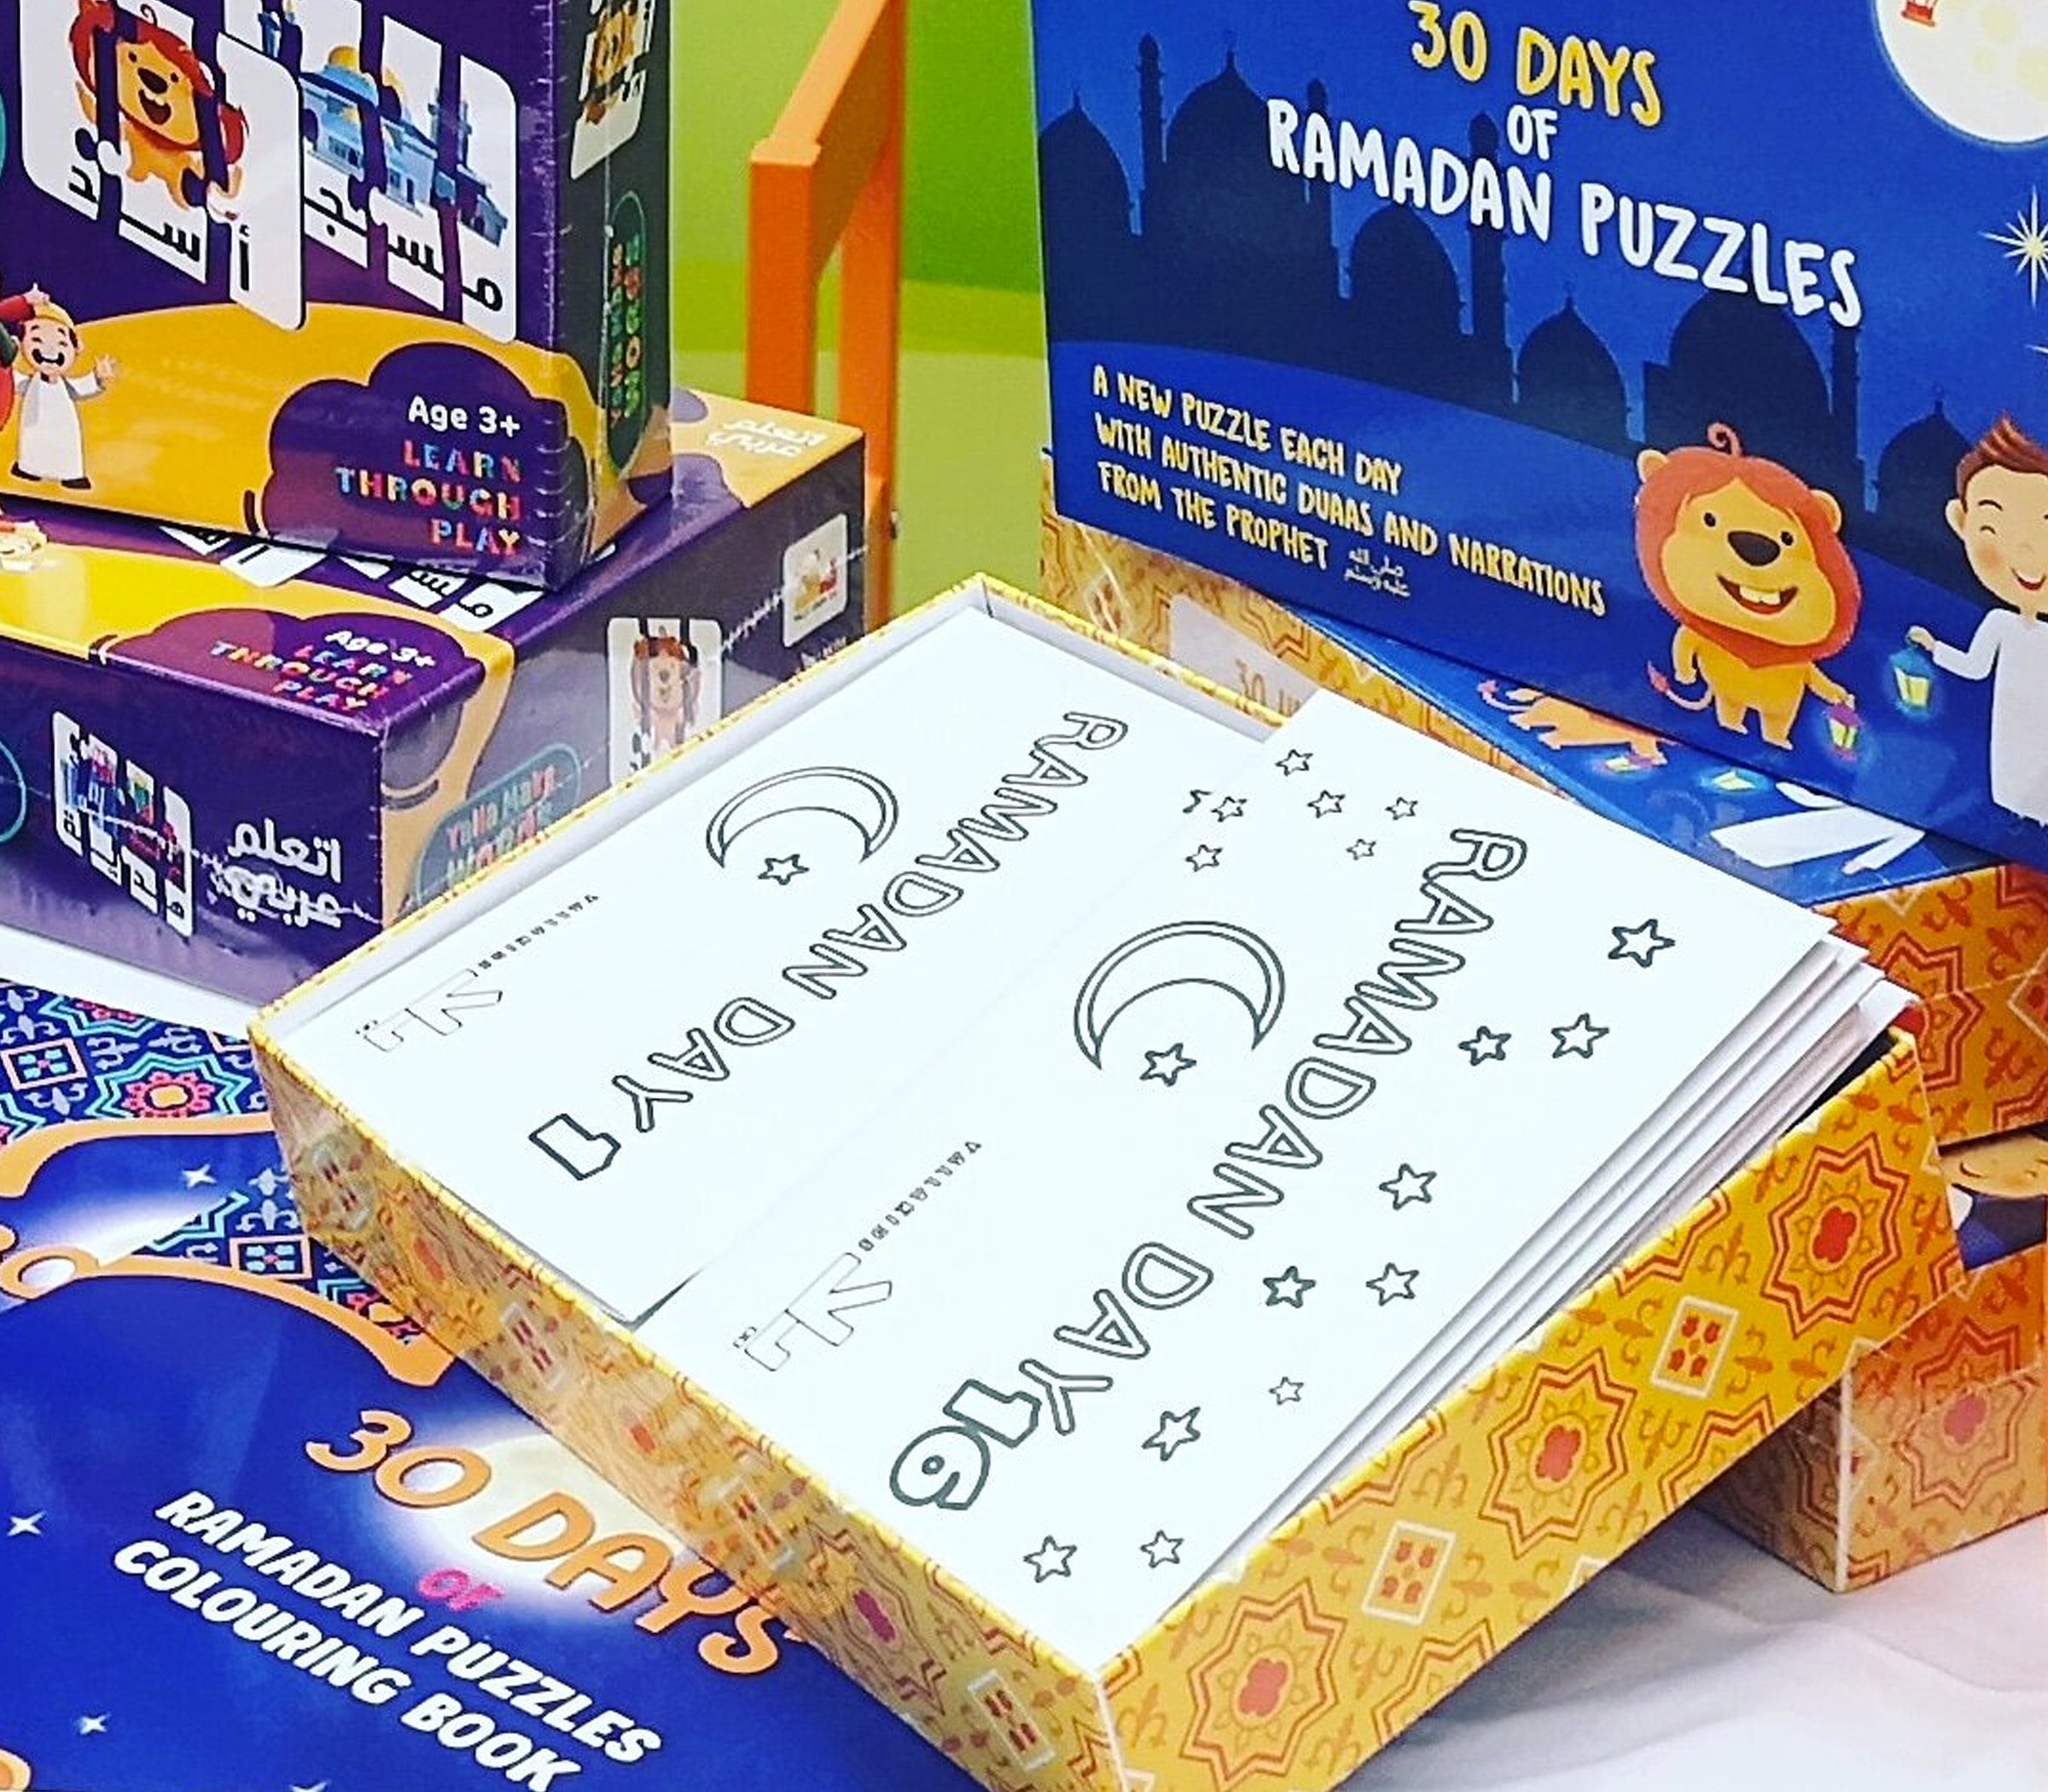 أسد
مسجد
Age 3+
LEARN
THROUGH
PLAY
اتعلم
عربي
Age 3+
LEARN
THROUGH
PLAY
اتعلم
عربي
30 DAYS
OF
RAMADAN PUZZLES
A NEW PUZZLE EACH DAY
WITH AUTHENTIC DUAAS AND NARRATIONS
FROM THE PROPHET ﷺ
RAMADAN DAY 1
RAMADAN DAY 16
30 DAYS
OF
RAMADAN PUZZLES
COLOURING BOOK